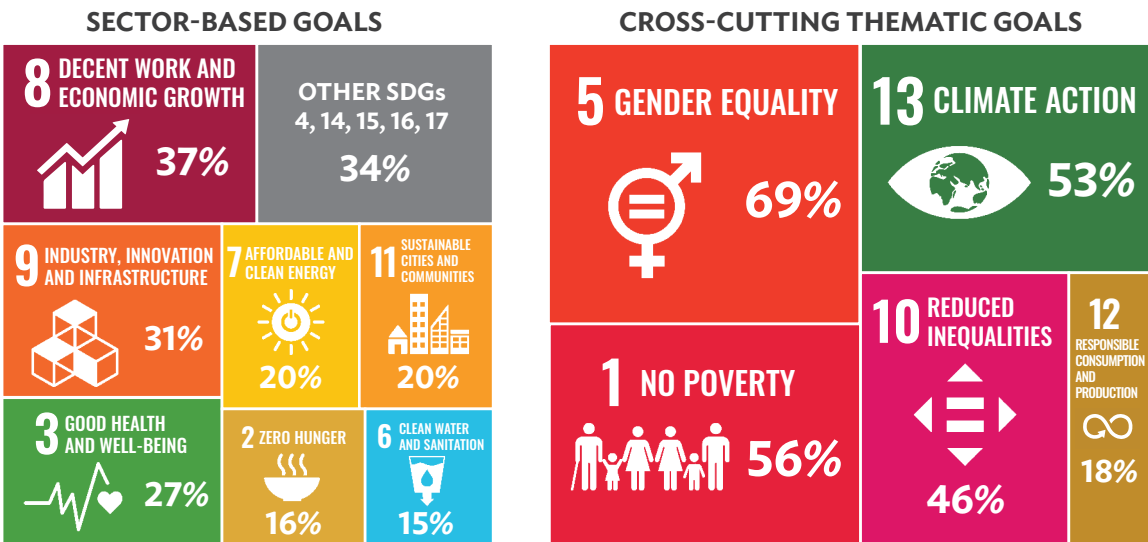 SECTOR-BASED GOALS
8 DECENT WORK AND
ECONOMIC GROWTH
37%
OTHER SDGs
4, 14, 15, 16, 17
34%
9 INDUSTRY, INNOVATION
AND INFRASTRUCTURE
31%
7 AFFORDABLE AND
CLEAN ENERGY
20%
11 SUSTAINABLE
CITIES AND
COMMUNITIES
20%
3 GOOD HEALTH
AND WELL-BEING
27%
2 ZERO HUNGER
16%
6 CLEAN WATER
AND SANITATION
15%
CROSS-CUTTING THEMATIC GOALS
5 GENDER EQUALITY
69%
13 CLIMATE ACTION
53%
1 NO POVERTY
56%
10 REDUCED
INEQUALITIES
46%
12
RESPONSIBLE
CONSUMPTION
AND
PRODUCTION
18%